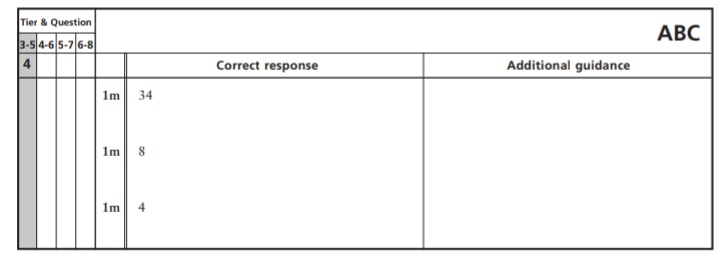 Tier & Question
ABC
3-5 4-6 5-7 6-8
4 Correct response Additional guidance
1m 34
1m 8
1m 4